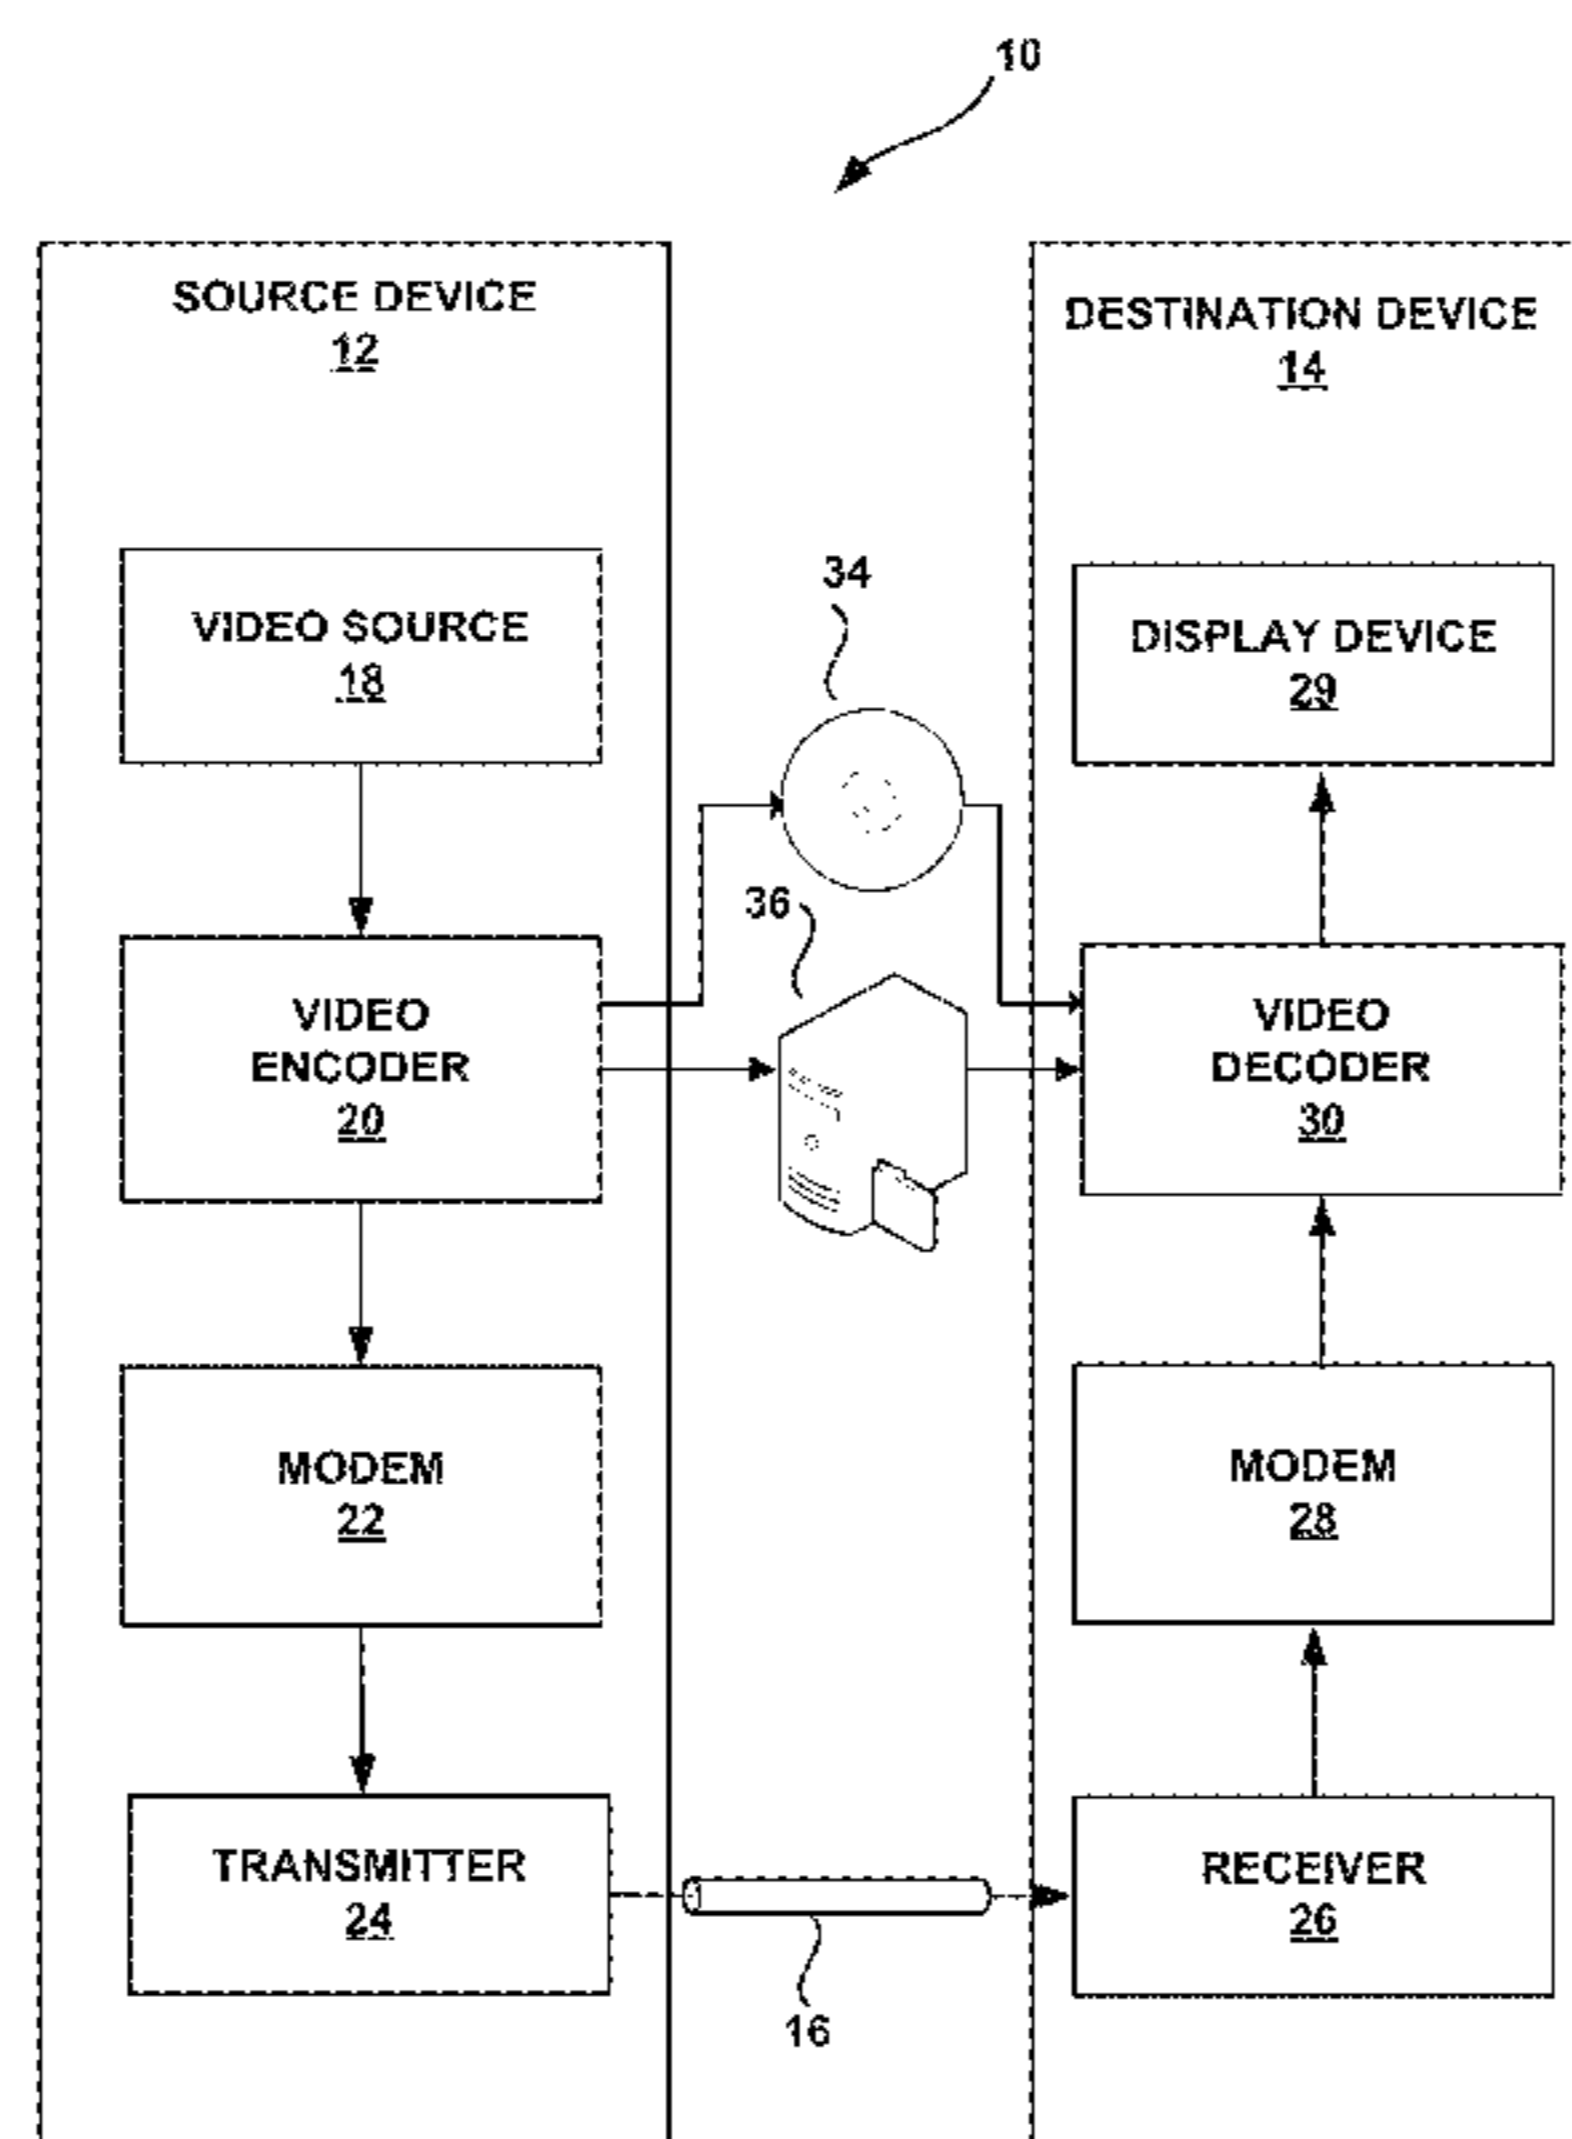 10
SOURCE DEVICE
12
DESTINATION DEVICE
14
VIDEO SOURCE
18
34
DISPLAY DEVICE
29
36
VIDEO
ENCODER
20
VIDEO
DECODER
30
MODEM
22
MODEM
28
TRANSMITTER
24
RECEIVER
26
16